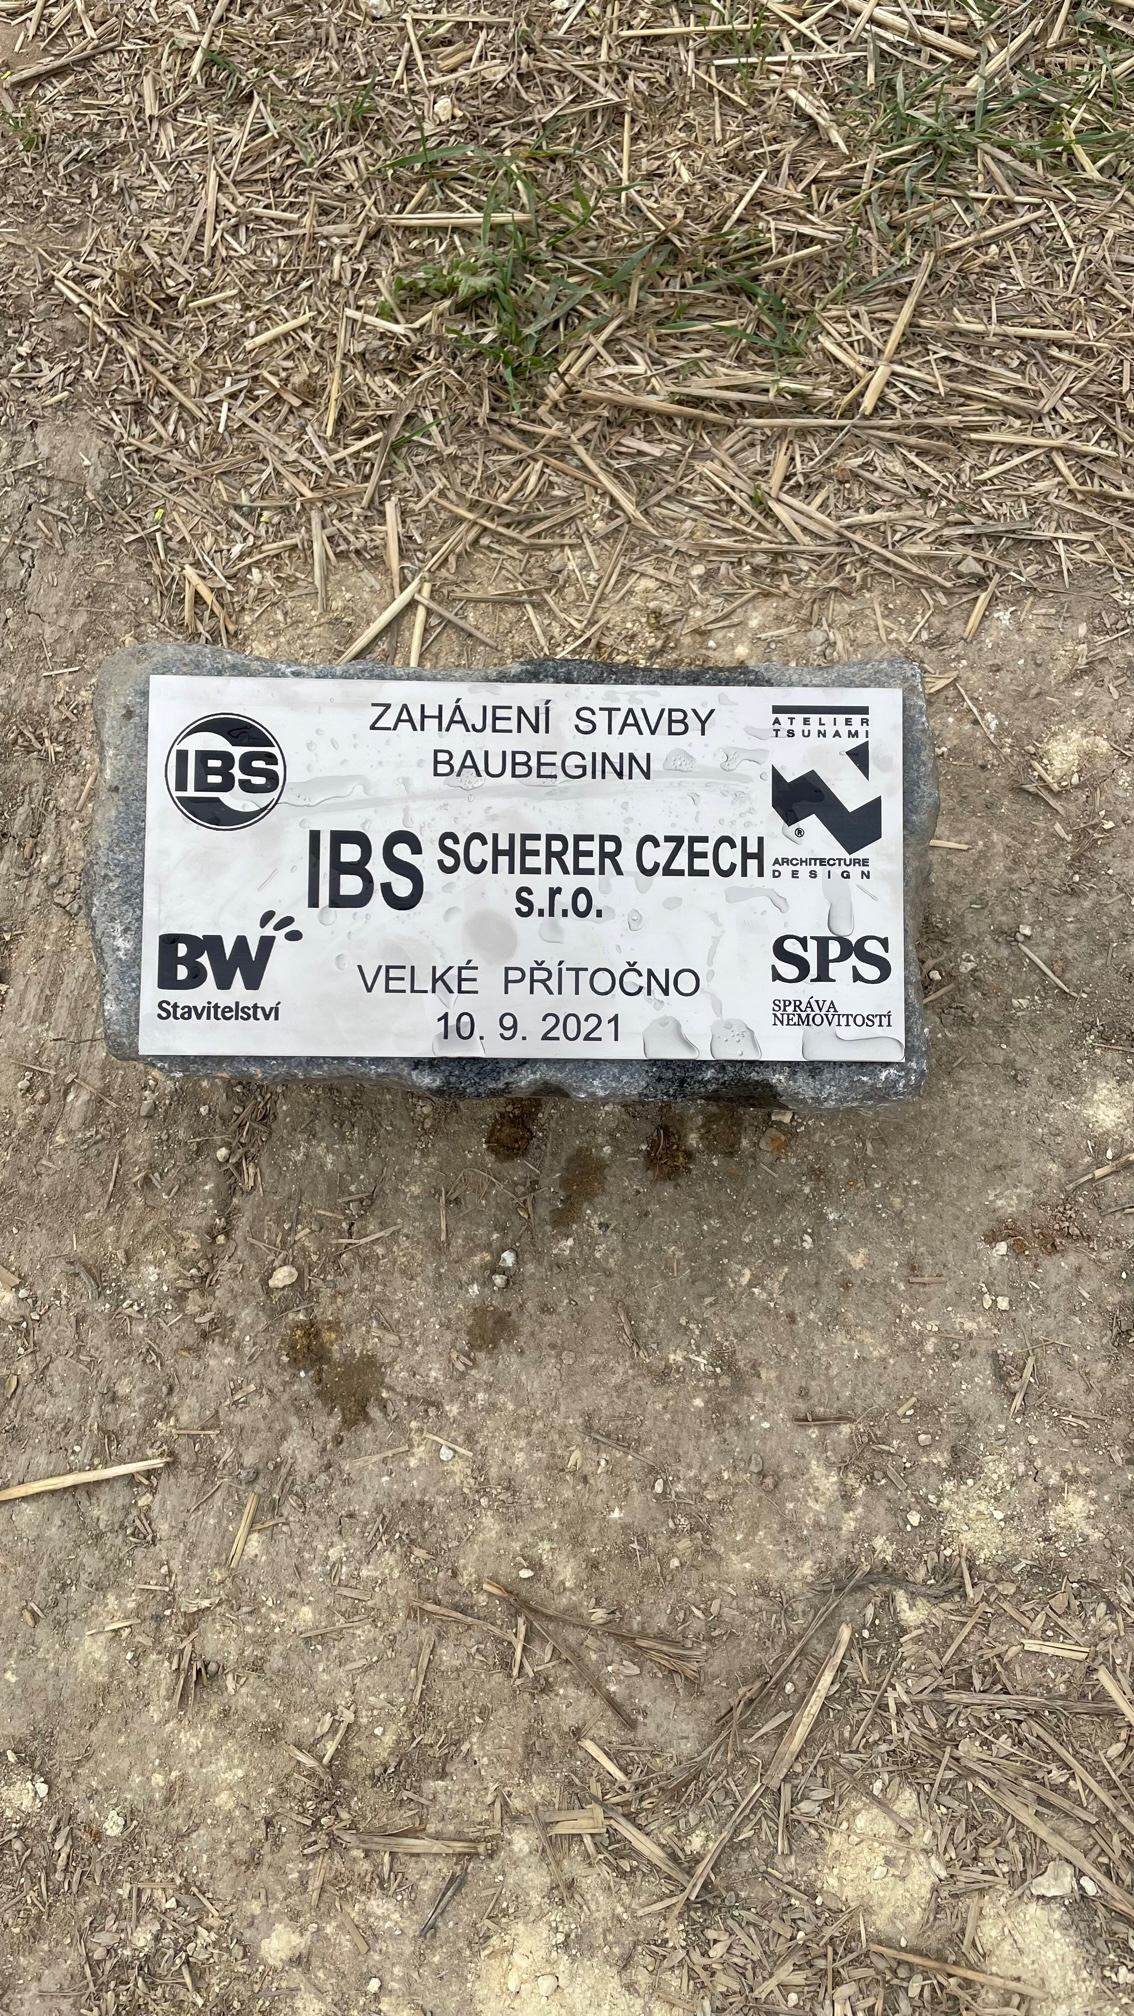 IBS
ZAHÁJENÍ STAVBY
BAUBEGINN
ATELIER
TSUNAMI
®
ARCHITECTURE
DESIGN
IBS SCHERER CZECH
s.r.o.
BW
Stavitelství
VELKÉ PŘÍTOČNO
10. 9. 2021
SPS
SPRÁVA
NEMOVITOSTÍ